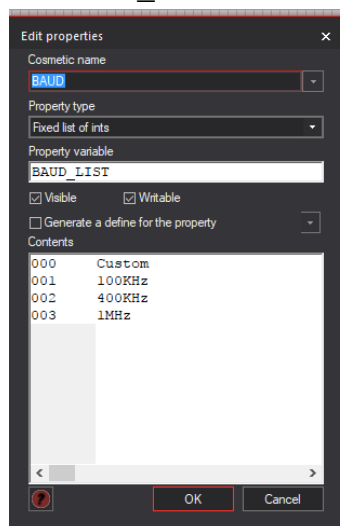 Edit properties
Cosmetic name
BAUD
Property type
Fixed list of ints
Property variable
BAUD_LIST
Visible Writable
Generate a define for the property
Contents
000 Custom
001 100KHz
002 400KHz
003 1MHz
? OK Cancel